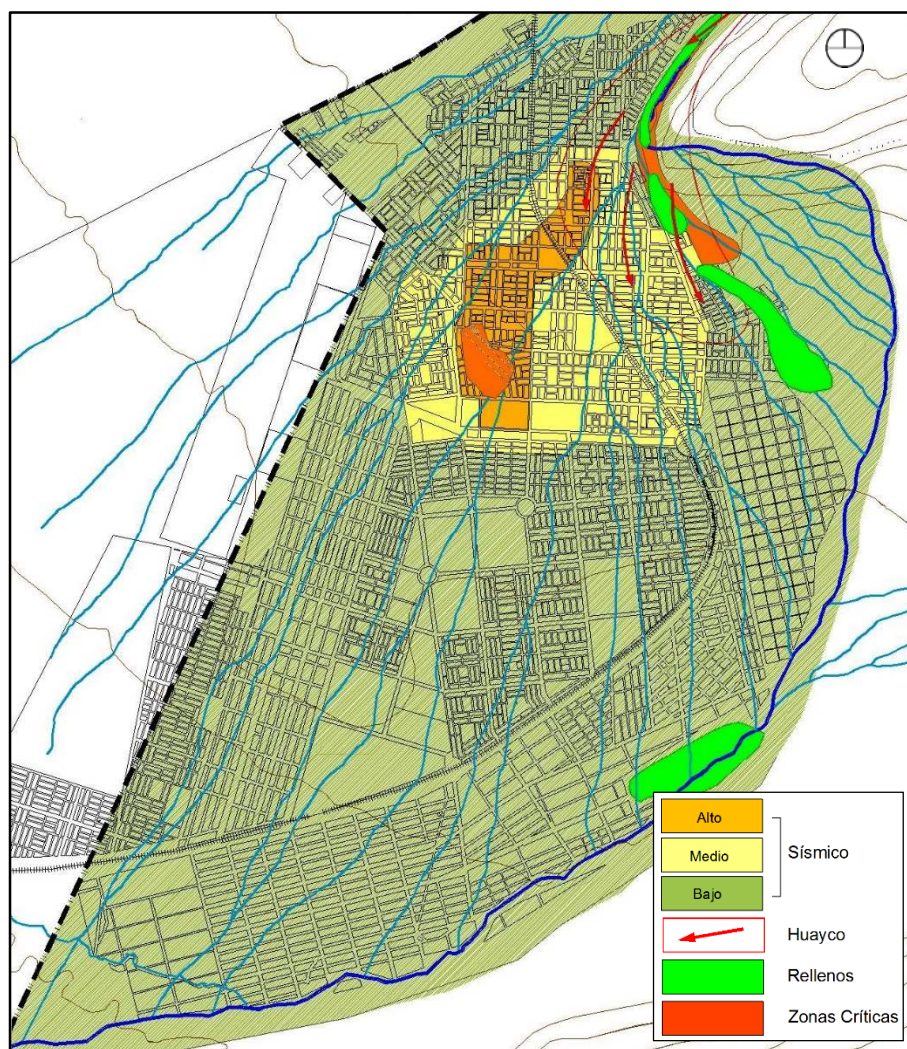 Alto
Medio
Bajo
Sísmico
Huayco
Rellenos
Zonas Críticas